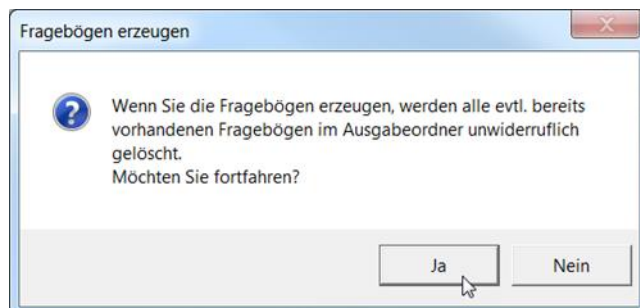 Fragebögen erzeugen
Wenn Sie die Fragebögen erzeugen, werden alle evtl. bereits
vorhandenen Fragebögen im Ausgabeordner unwiderruflich
gelöscht.
Möchten Sie fortfahren?
Ja
Nein